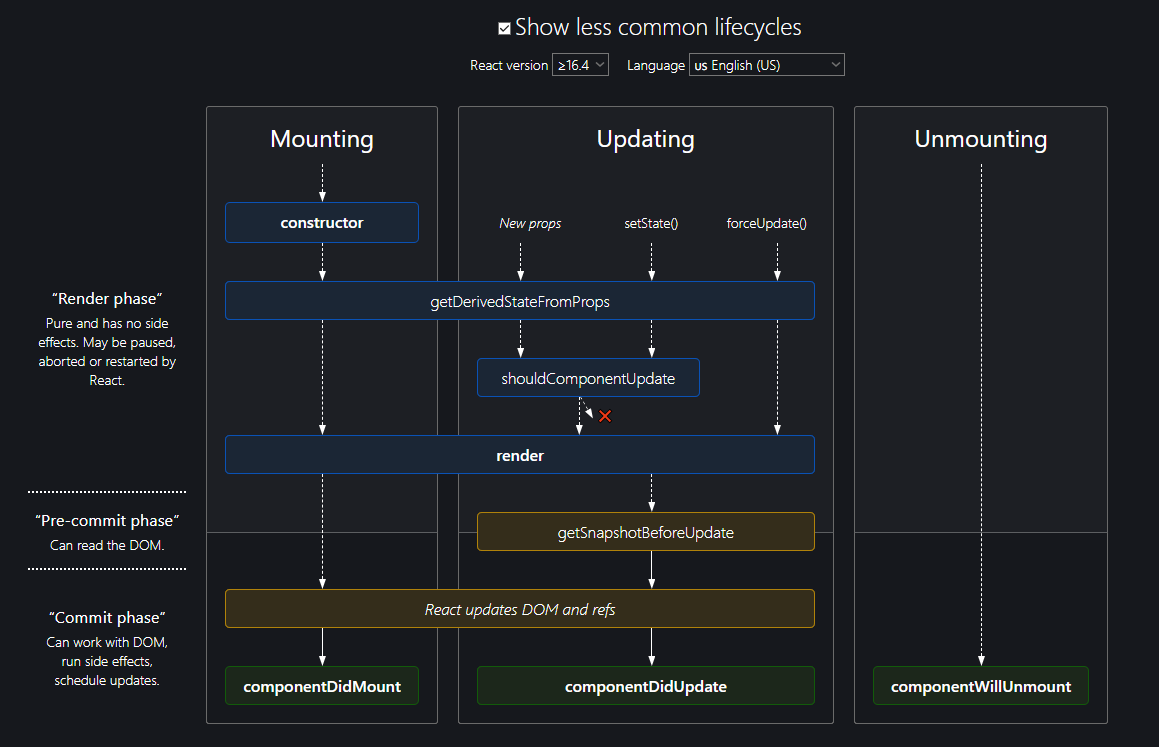 Show less common lifecycles
React version ≥16.4 Language us English (US)
Mounting
Updating
Unmounting
constructor
New props
setState()
forceUpdate()
“Render phase”
Pure and has no side
effects. May be paused,
aborted or restarted by
React.
getDerivedStateFromProps
shouldComponentUpdate
render
“Pre-commit phase”
Can read the DOM.
getSnapshotBeforeUpdate
“Commit phase”
Can work with DOM,
run side effects,
schedule updates.
React updates DOM and refs
componentDidMount
componentDidUpdate
componentWillUnmount